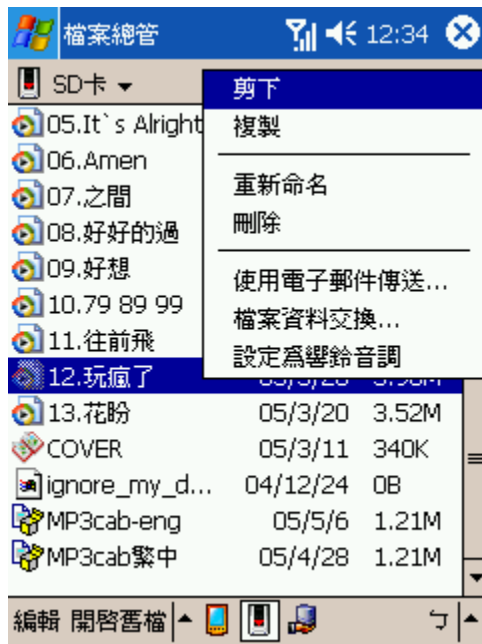 檔案總管 12:34
SD卡
剪下
複製
重新命名
刪除
使用電子郵件傳送...
檔案資料交換...
設定爲響鈴音調
05.It`s Alright
06.Amen
07.之間
08.好好的過
09.好想
10.79 89 99
11.往前飛
12.玩瘋了
13.花盼 05/3/20 3.52M
COVER 05/3/11 340K
ignore_my_d... 04/12/24 0B
MP3cab-eng 05/5/6 1.21M
MP3cab繁中 05/4/28 1.21M
編輯 開啓舊檔 ㄅ